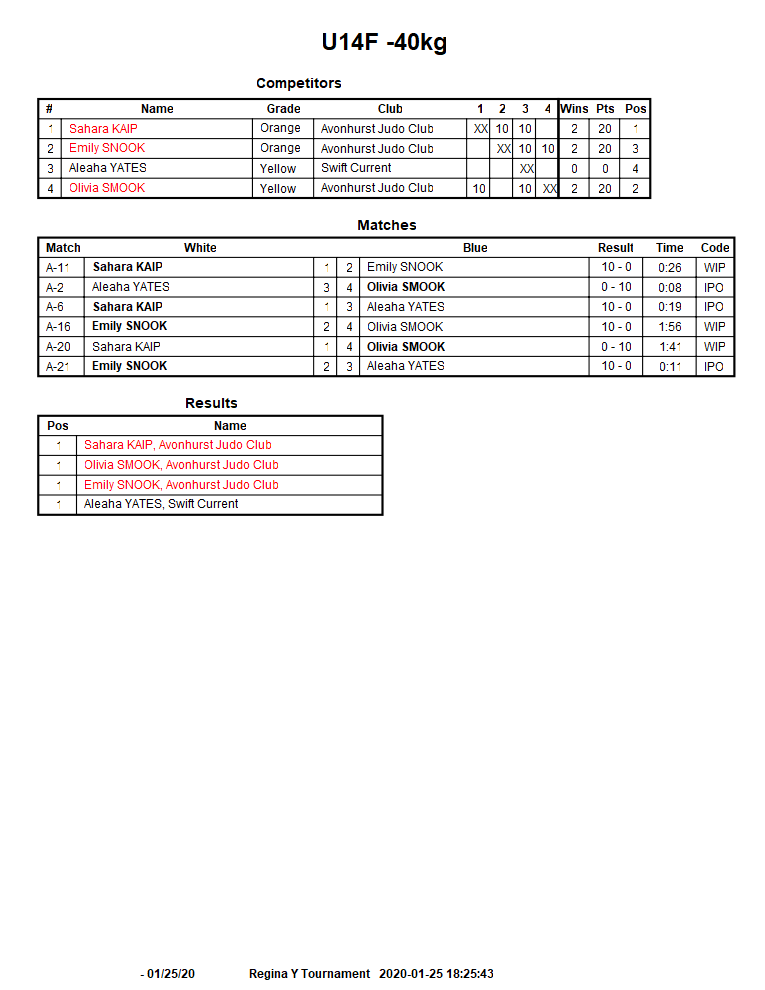 U14F -40kg
Competitors
# Name Grade Club 1 2 3 4 Wins Pts Pos
1 Sahara KAIP Orange Avonhurst Judo Club XX 10 10 2 20 1
2 Emily SNOOK Orange Avonhurst Judo Club XX 10 10 2 20 3
3 Aleaha YATES Yellow Swift Current XX 0 0 4
4 Olivia SMOOK Yellow Avonhurst Judo Club 10 10 XX 2 20 2
Matches
Match White Blue Result Time Code
A-11 Sahara KAIP 1 2 Emily SNOOK 10 - 0 0:26 WIP
A-2 Aleaha YATES 3 4 Olivia SMOOK 0 - 10 0:08 IPO
A-6 Sahara KAIP 1 3 Aleaha YATES 10 - 0 0:19 IPO
A-16 Emily SNOOK 2 4 Olivia SMOOK 10 - 0 1:56 WIP
A-20 Sahara KAIP 1 4 Olivia SMOOK 0 - 10 1:41 WIP
A-21 Emily SNOOK 2 3 Aleaha YATES 10 - 0 0:11 IPO
Results
Pos Name
1 Sahara KAIP, Avonhurst Judo Club
1 Olivia SMOOK, Avonhurst Judo Club
1 Emily SNOOK, Avonhurst Judo Club
1 Aleaha YATES, Swift Current
- 01/25/20 Regina Y Tournament 2020-01-25 18:25:43